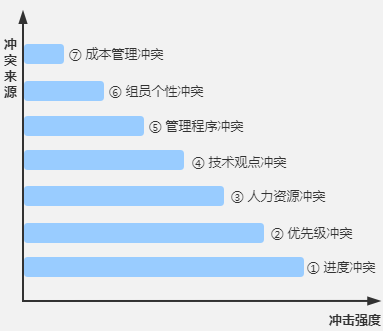 冲突来源
⑦ 成本管理冲突
⑥ 组员个性冲突
⑤ 管理程序冲突
④ 技术观点冲突
③ 人力资源冲突
② 优先级冲突
① 进度冲突
冲击强度